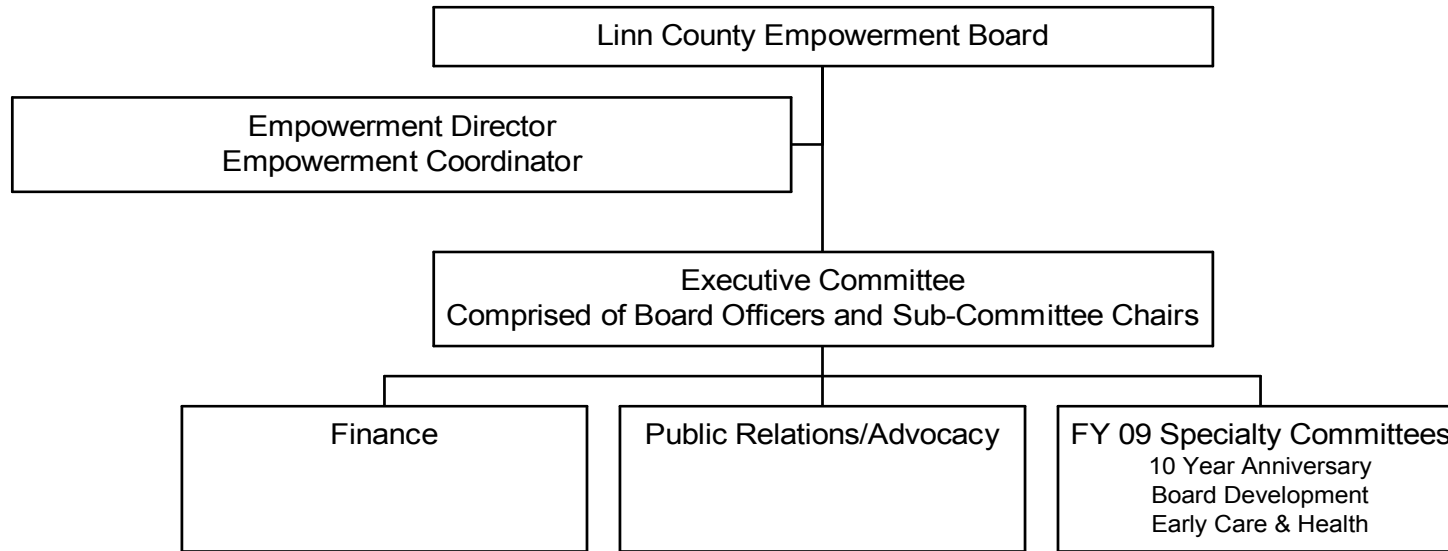 Linn County Empowerment Board
Empowerment Director
Empowerment Coordinator
Executive Committee
Comprised of Board Officers and Sub-Committee Chairs
Finance
Public Relations/Advocacy
FY 09 Specialty Committees
10 Year Anniversary
Board Development
Early Care & Health